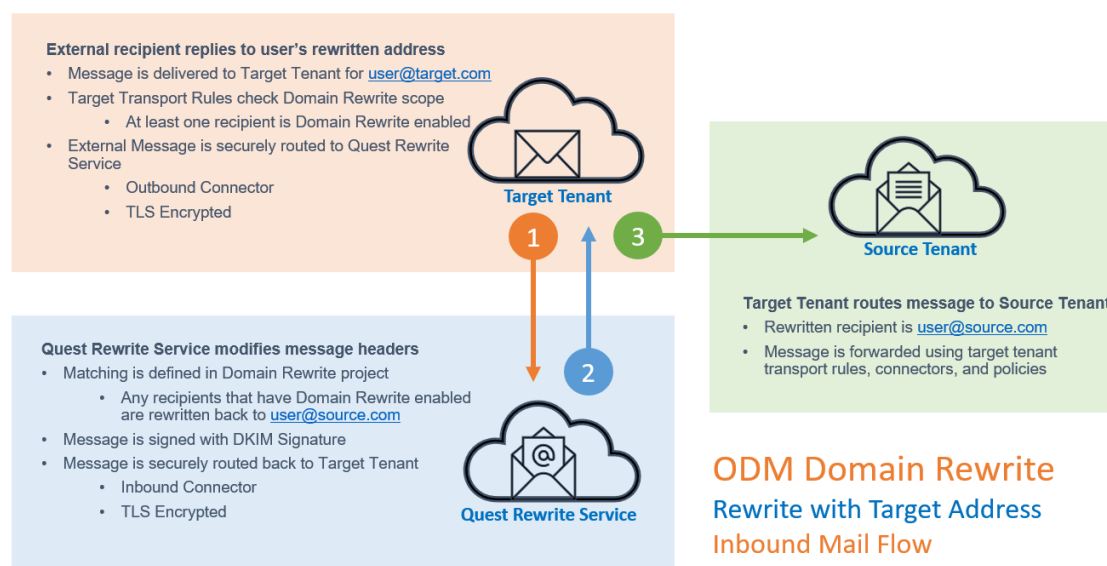 External recipient replies to user's rewritten address
• Message is delivered to Target Tenant for user@target.com
• Target Transport Rules check Domain Rewrite scope
• At least one recipient is Domain Rewrite enabled
• External Message is securely routed to Quest Rewrite
Service
• Outbound Connector
• TLS Encrypted
Target Tenant
1
3
Source Tenant
Target Tenant routes message to Source Tenant
• Rewritten recipient is user@source.com
• Message is forwarded using target tenant
transport rules, connectors, and policies
Quest Rewrite Service modifies message headers
• Matching is defined in Domain Rewrite project
• Any recipients that have Domain Rewrite enabled
are rewritten back to user@source.com
• Message is signed with DKIM Signature
• Message is securely routed back to Target Tenant
• Inbound Connector
• TLS Encrypted
2
@
Quest Rewrite Service
ODM Domain Rewrite
Rewrite with Target Address
Inbound Mail Flow